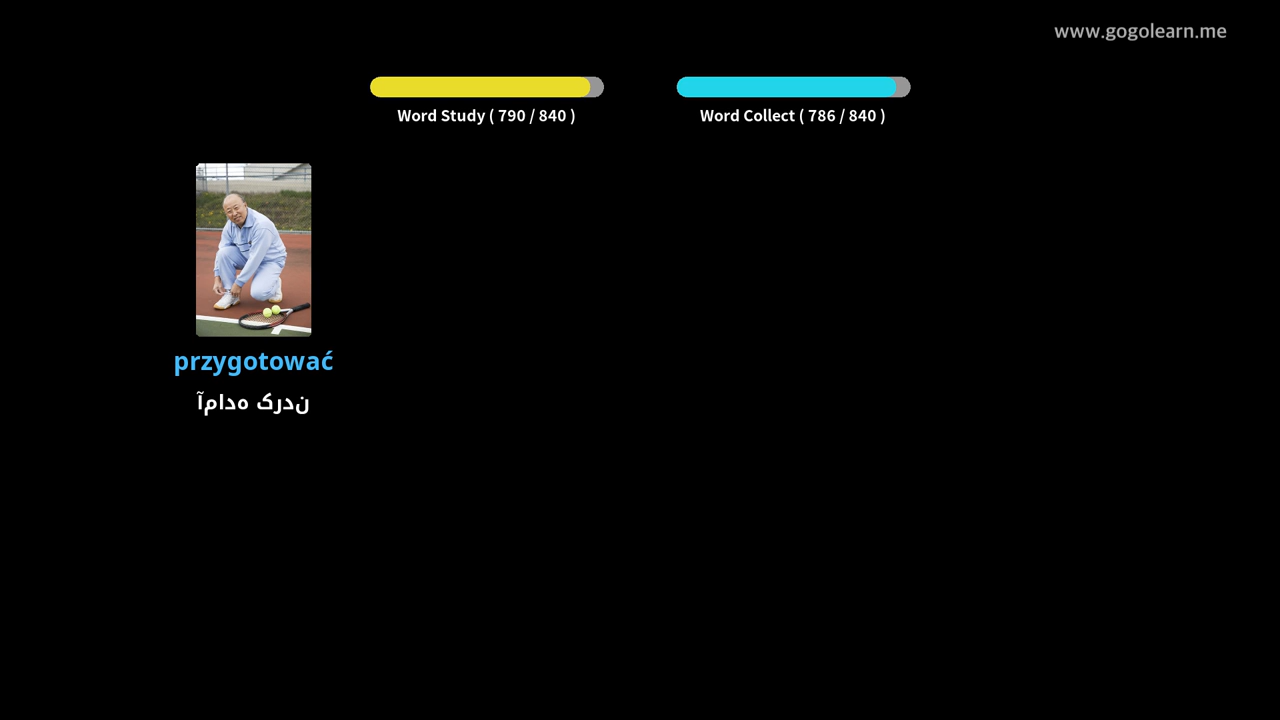 www.gogolearn.me
Word Study ( 790 / 840 )
Word Collect ( 786 / 840 )
przygotować
آماده کردن